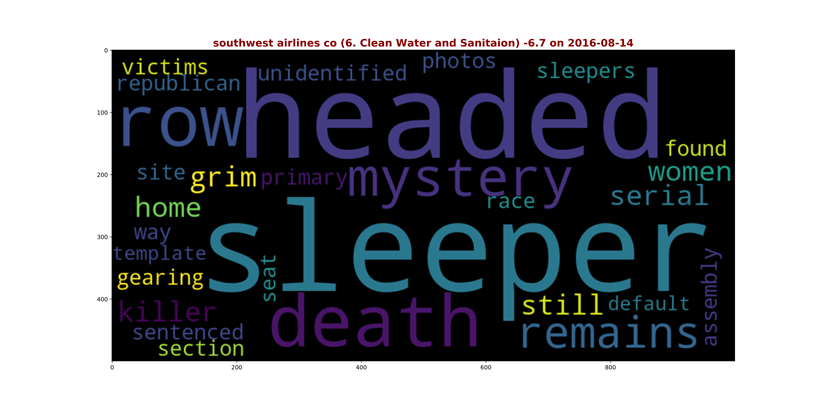 southwest airlines co (6. Clean Water and Sanitaion) -6.7 on 2016-08-14
0
100
200
300
400
0
200
400
600
800
victims
republican
unidentified
photos
sleepers
row
headed
found
site
grim
primary
mystery
women
race
serial
home
way
template
sleeper
gearing
seat
assembly
killer
death
still
default
sentenced
remains
section